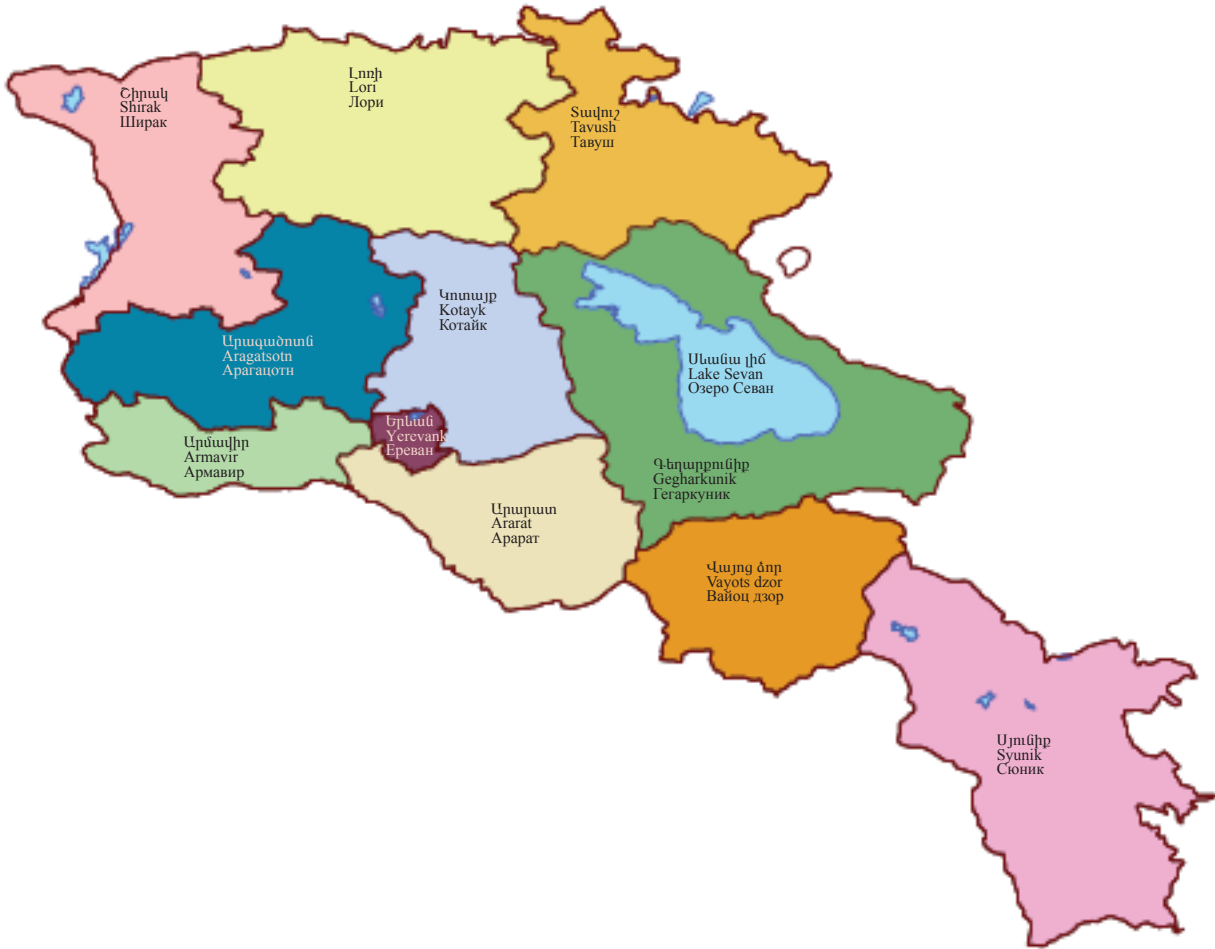 Լոռի
Lori
Лори
Շիրակ
Shirak
Ширак
Տավուշ
Tavush
Тавуш
Կոտայք
Kotayk
Котайк
Արագածոտն
Aragatsotn
Арагацотн
Սևանա լիճ
Lake Sevan
Озеро Севан
Երևան
Yerevank
Ереван
Արմավիր
Armavir
Армавир
Գեղարքունիք
Gegharkunik
Гегаркуник
Արարատ
Ararat
Арарат
Վայոց ձոր
Vayots dzor
Вайоц дзор
Սյունիք
Syunik
Сюник